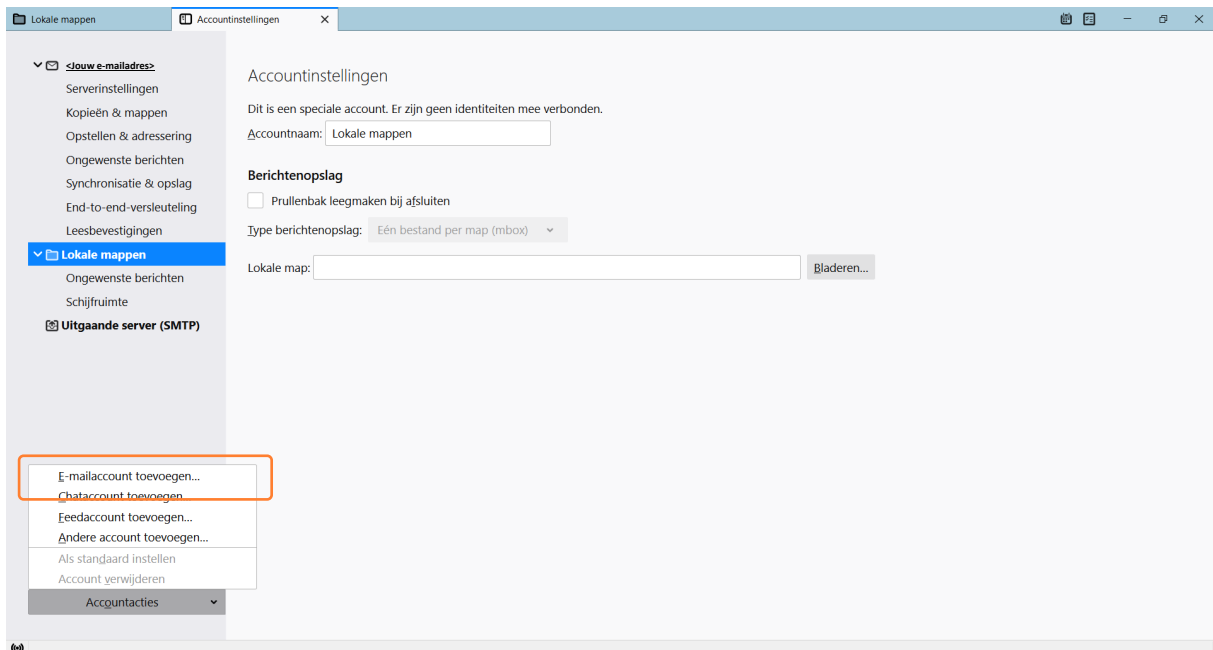 Lokale mappen
Accountinstellingen
<Jouw e-mailadres>
Serverinstellingen
Kopieën & mappen
Opstellen & adressering
Ongewenste berichten
Synchronisatie & opslag
End-to-end-versleuteling
Leesbevestigingen
Lokale mappen
Ongewenste berichten
Schijfruimte
Uitgaande server (SMTP)
E-mailaccount toevoegen...
Chataccount toevoegen
Feedaccount toevoegen...
Andere account toevoegen...
Als standaard instellen
Account verwijderen
Accountacties
Accountinstellingen
Dit is een speciale account. Er zijn geen identiteiten mee verbonden.
Accountnaam: Lokale mappen
Berichtenopslag
Prullenbak leegmaken bij afsluiten
Type berichtenopslag: Eén bestand per map (mbox)
Lokale map: Bladeren...